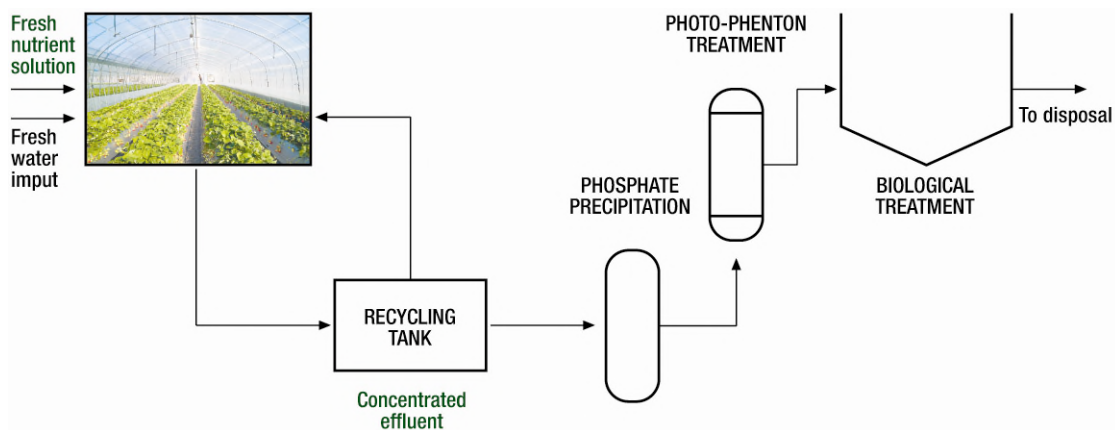 Fresh
nutrient
solution
Fresh
water
imput
RECYCLING
TANK
Concentrated
effluent
PHOSPHATE
PRECIPITATION
PHOTO-PHENTON
TREATMENT
BIOLOGICAL
TREATMENT
To disposal